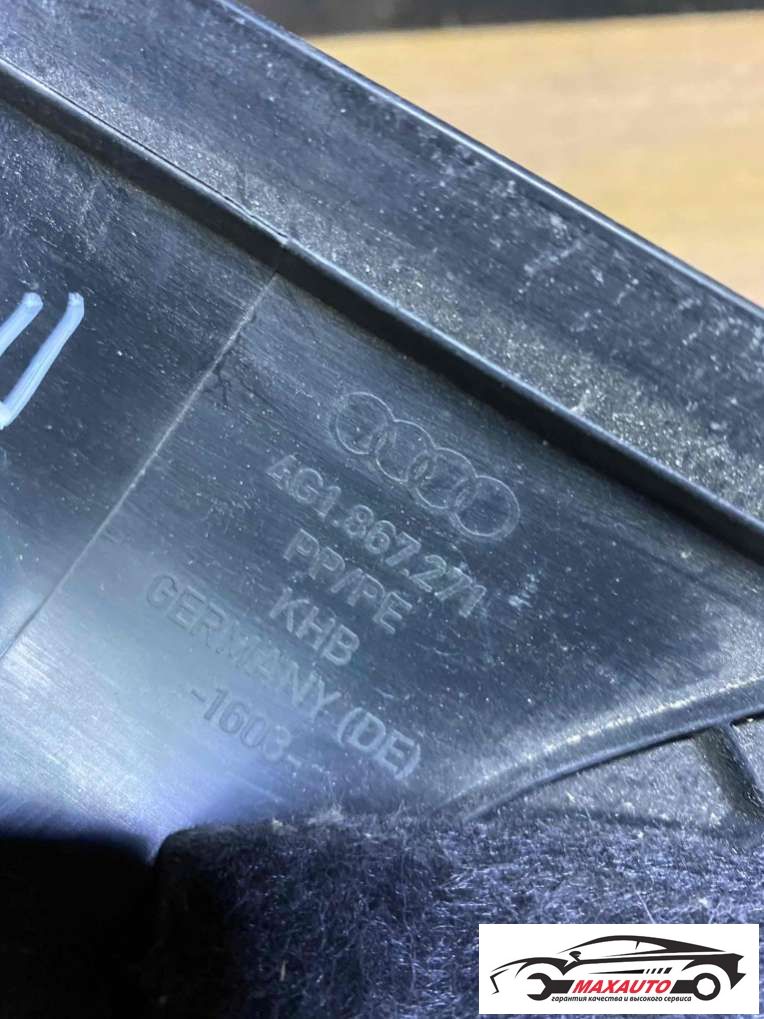 4G1.867.271
PP/PE
KHB
GERMANY (DE)
-1603-
MAXAUTO
гарантия качества и высокого сервиса